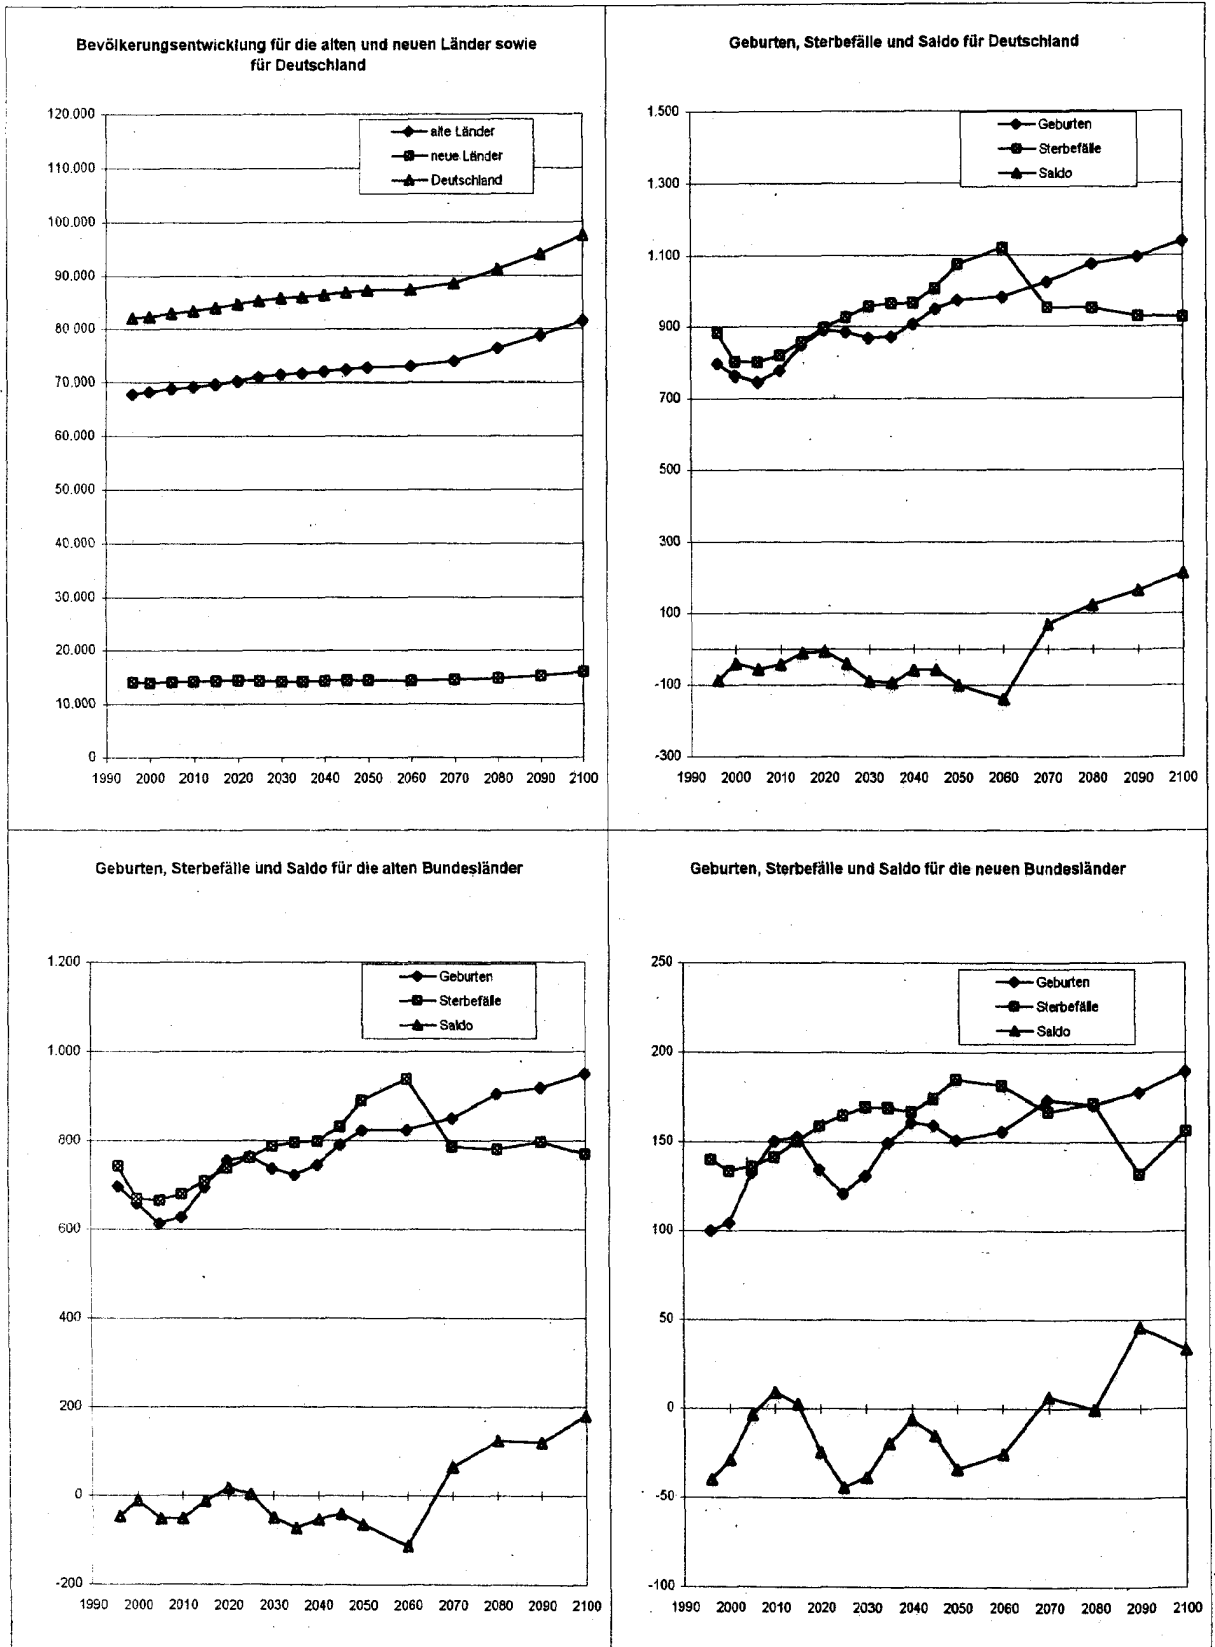 Bevölkerungsentwicklung für die alten und neuen Länder sowie
für Deutschland
120.000
110.000
100.000
90.000
80.000
70.000
60.000
50.000
40.000
30.000
20.000
10.000
0
alte Länder
neue Länder
Deutschland
1990 2000 2010 2020 2030 2040 2050 2060 2070 2080 2090 2100
Geburten, Sterbefälle und Saldo für Deutschland
1.500
1.300
1.100
900
700
500
300
100
-100
-300
Geburten
Sterbefälle
Saldo
1990 2000 2010 2020 2030 2040 2050 2060 2070 2080 2090 2100
Geburten, Sterbefälle und Saldo für die alten Bundesländer
1.200
1.000
800
600
400
200
0
-200
Geburten
Sterbefälle
Saldo
1990 2000 2010 2020 2030 2040 2050 2060 2070 2080 2090 2100
Geburten, Sterbefälle und Saldo für die neuen Bundesländer
250
200
150
100
50
0
-50
-100
Geburten
Sterbefälle
Saldo
1990 2000 2010 2020 2030 2040 2050 2060 2070 2080 2090 2100